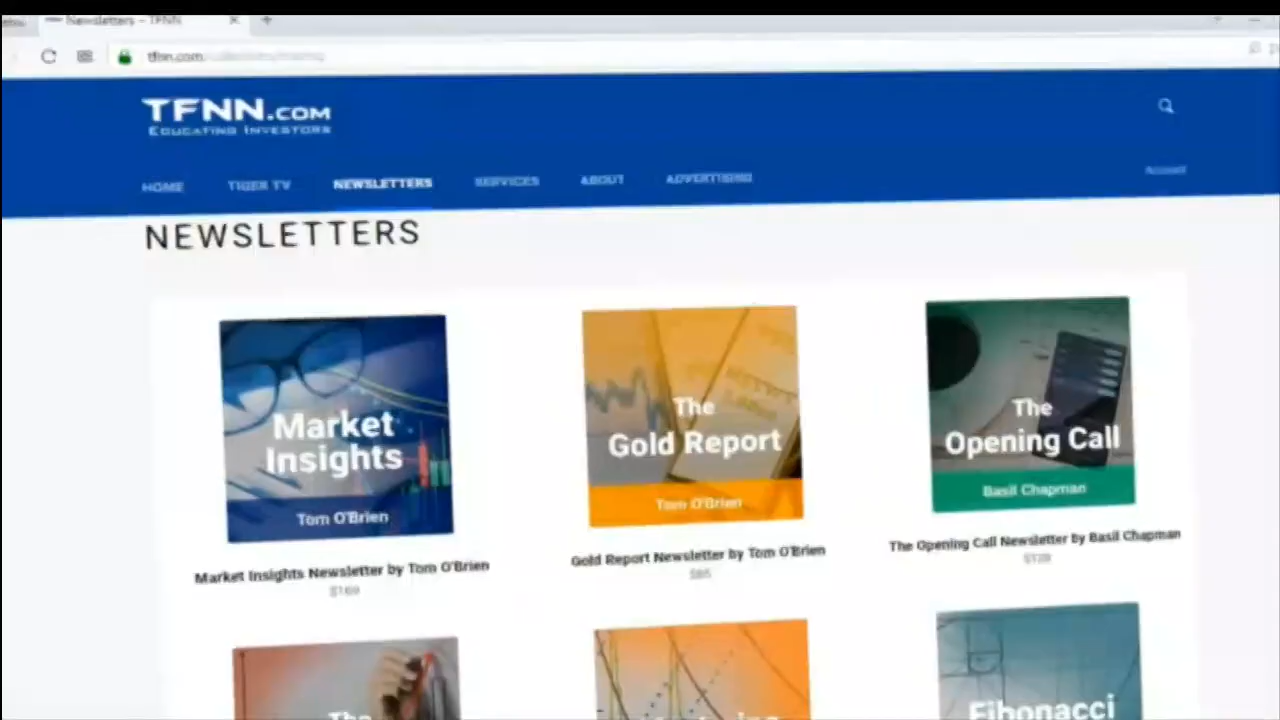 Newsletters – TFNN
tfnn.com
TFNN.COM
EDUCATING INVESTORS
HOME
TIGER TV
NEWSLETTERS
SERVICES
ABOUT
ADVERTISING
Account
NEWSLETTERS
Market
Insights
Tom O'Brien
Market Insights Newsletter by Tom O'Brien
$169
The
Gold Report
Tom O'Brien
Gold Report Newsletter by Tom O'Brien
The
Opening Call
Basil Chapman
The Opening Call Newsletter by Basil Chapman
The
Fibonacci